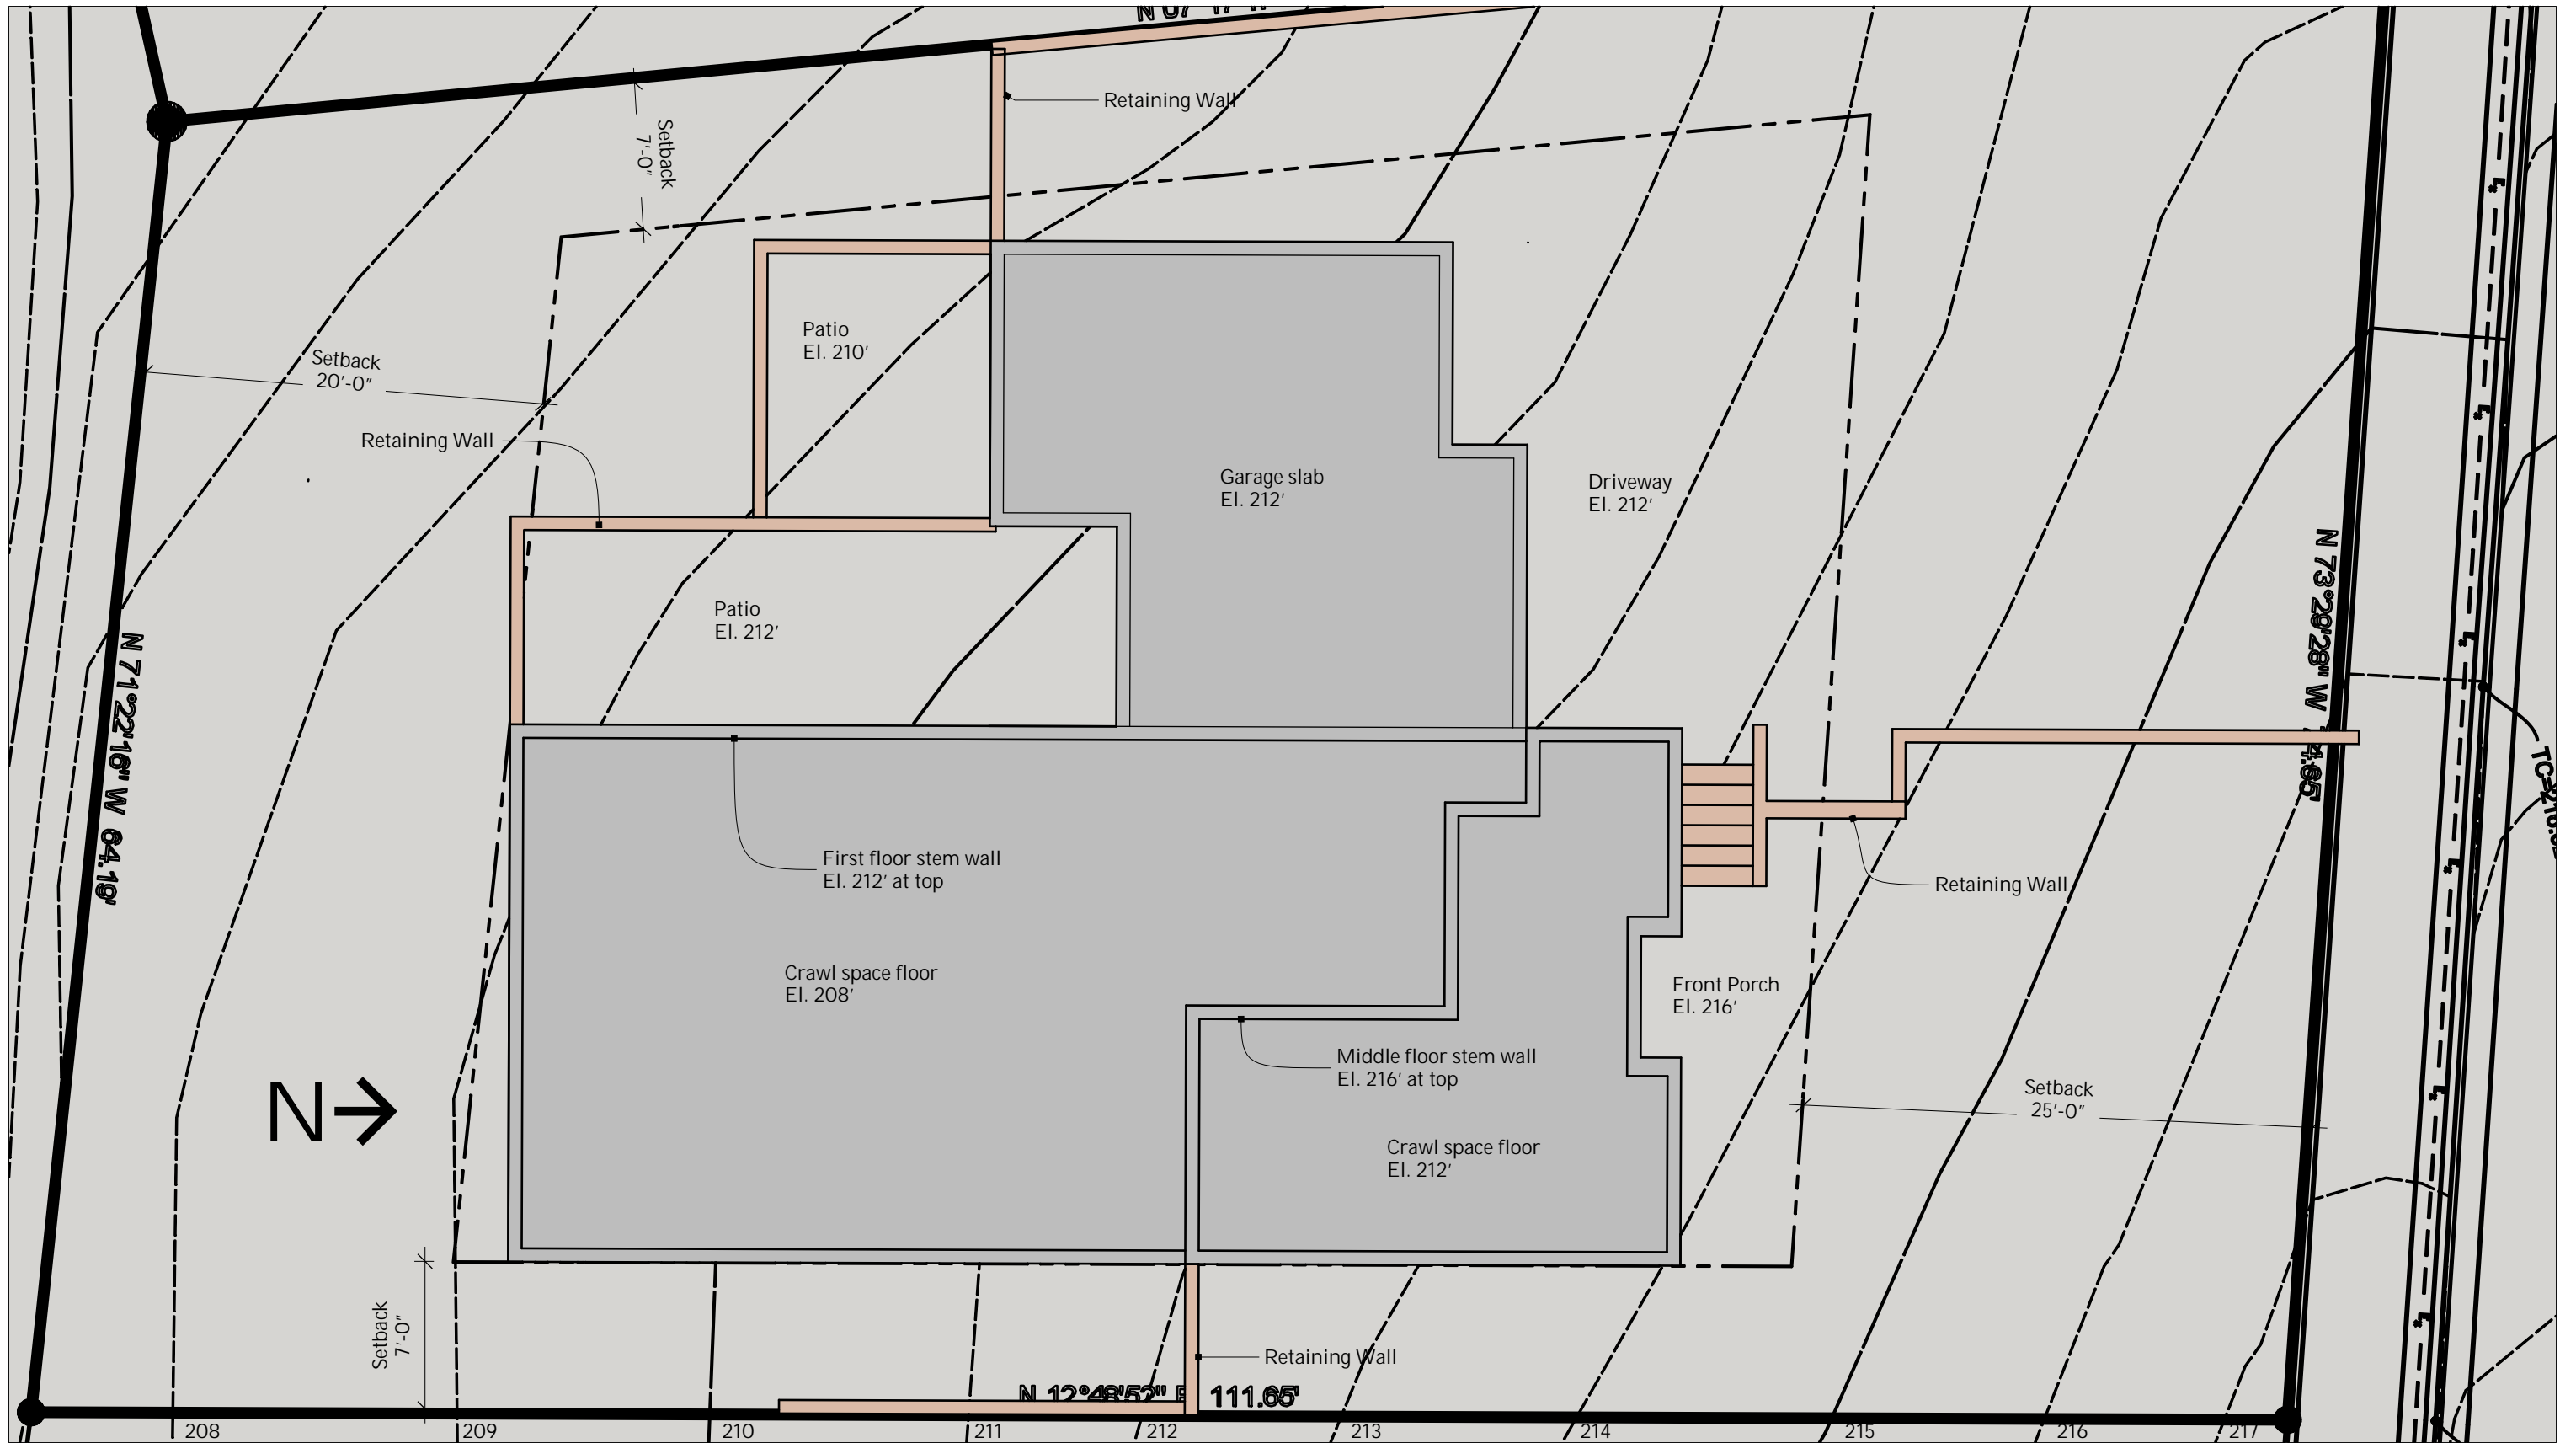 Retaining Wall
Setback
7'-0"
Patio
El. 210'
Setback
20'-0"
Retaining Wall
Garage slab
El. 212'
Driveway
El. 212'
Patio
El. 212'
N 71°22'16" W 64.19'
N 73°29'28" W
First floor stem wall
El. 212' at top
Retaining Wall
Crawl space floor
El. 208'
Front Porch
El. 216'
Middle floor stem wall
El. 216' at top
N
Setback
25'-0"
Crawl space floor
El. 212'
Setback
7'-0"
Retaining Wall
N 12°48'52" E 111.65'
208
209
210
211
212
213
214
215
216
217